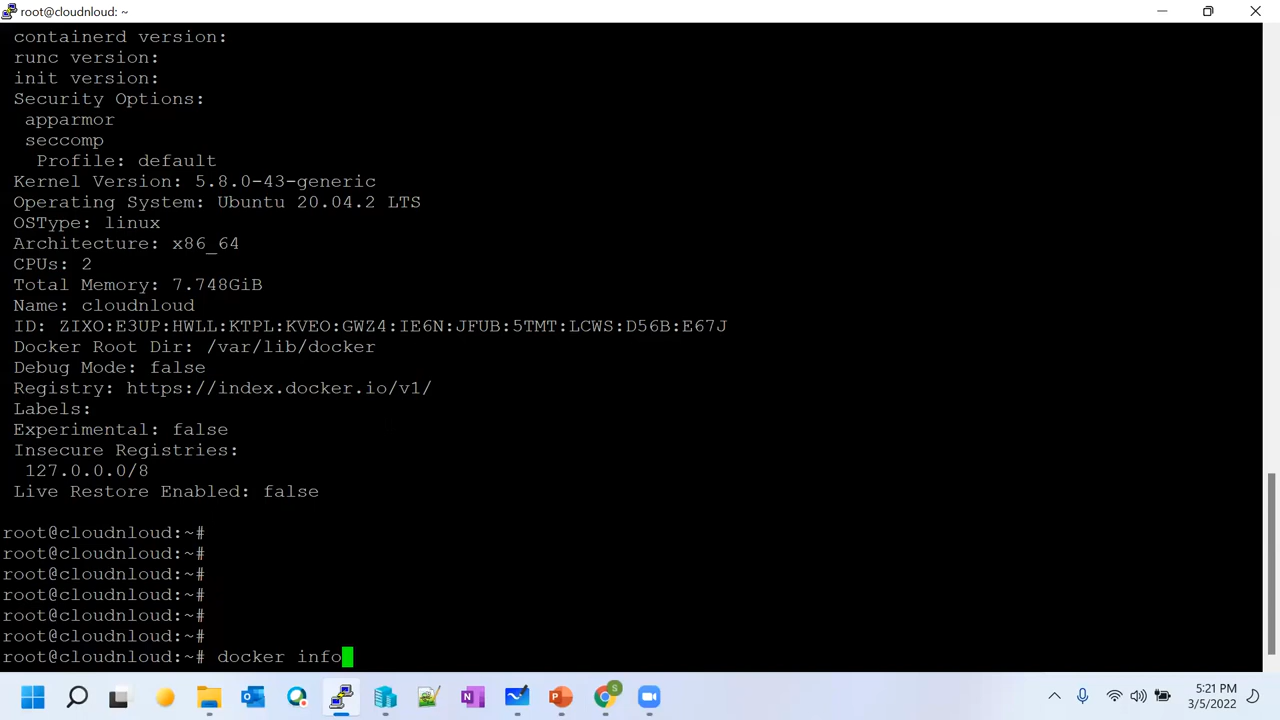 root@cloudnloud: ~
containerd version:
runc version:
init version:
Security Options:
apparmor
seccomp
Profile: default
Kernel Version: 5.8.0-43-generic
Operating System: Ubuntu 20.04.2 LTS
OSType: linux
Architecture: x86_64
CPUs: 2
Total Memory: 7.748GiB
Name: cloudnloud
ID: ZIXO:E3UP:HWLL:KTPL:KVEO:GWZ4:IE6N:JFUB:5TMT:LCWS:D56B:E67J
Docker Root Dir: /var/lib/docker
Debug Mode: false
Registry: https://index.docker.io/v1/
Labels:
Experimental: false
Insecure Registries:
127.0.0.0/8
Live Restore Enabled: false
root@cloudnloud:~#
root@cloudnloud:~#
root@cloudnloud:~#
root@cloudnloud:~#
root@cloudnloud:~#
root@cloudnloud:~#
root@cloudnloud:~# docker info
5:21 PM
3/5/2022